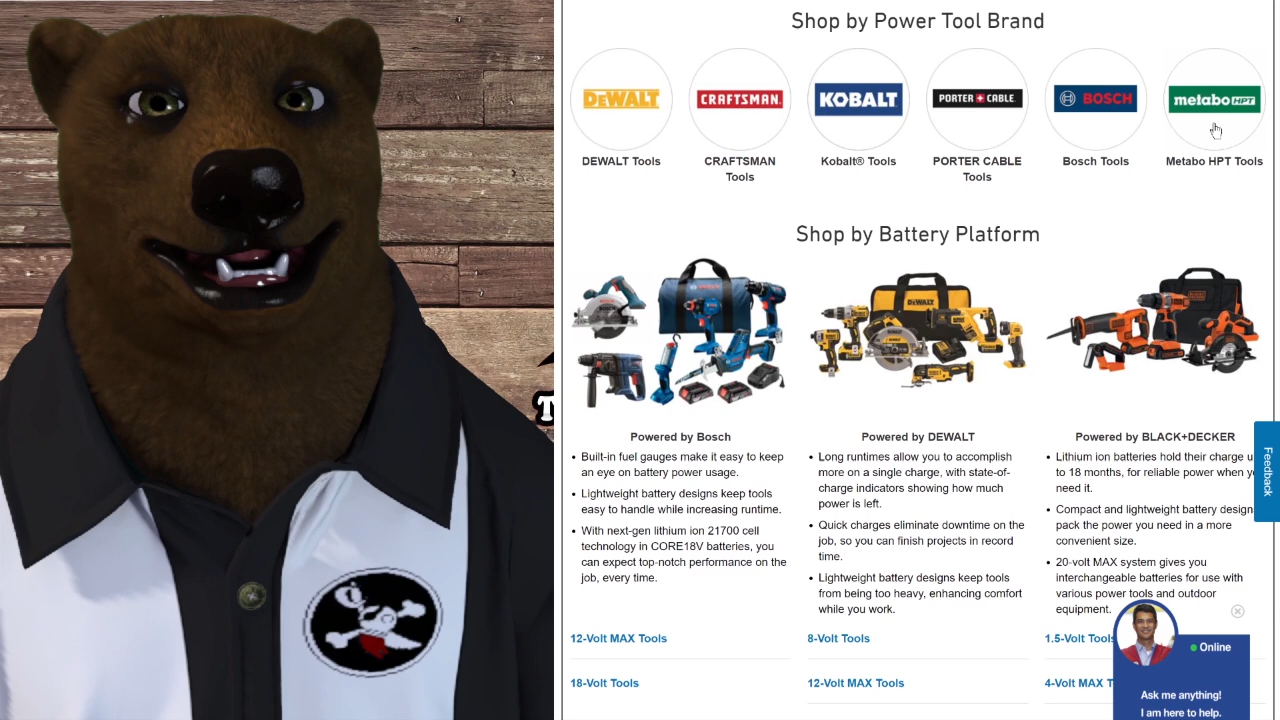 Shop by Power Tool Brand
DEWALT
CRAFTSMAN
KOBALT
PORTER CABLE
BOSCH
metabo HPT
DEWALT Tools
CRAFTSMAN
Tools
Kobalt® Tools
PORTER CABLE
Tools
Bosch Tools
Metabo HPT Tools
Shop by Battery Platform
BOSCH
DEWALT
Powered by Bosch
• Built-in fuel gauges make it easy to keep
an eye on battery power usage.
• Lightweight battery designs keep tools
easy to handle while increasing runtime.
• With next-gen lithium ion 21700 cell
technology in CORE18V batteries, you
can expect top-notch performance on the
job, every time.
12-Volt MAX Tools
18-Volt Tools
Powered by DEWALT
• Long runtimes allow you to accomplish
more on a single charge, with state-of-
charge indicators showing how much
power is left.
• Quick charges eliminate downtime on the
job, so you can finish projects in record
time.
• Lightweight battery designs keep tools
from being too heavy, enhancing comfort
while you work.
8-Volt Tools
12-Volt MAX Tools
Powered by BLACK+DECKER
• Lithium ion batteries hold their charge
to 18 months, for reliable power when
need it.
• Compact and lightweight battery design
pack the power you need in a more
convenient size.
• 20-volt MAX system gives you
interchangeable batteries for use with
various power tools and outdoor
equipment.
1.5-Volt Tools
4-Volt MAX
Feedback
Online
Ask me anything!
I am here to help.